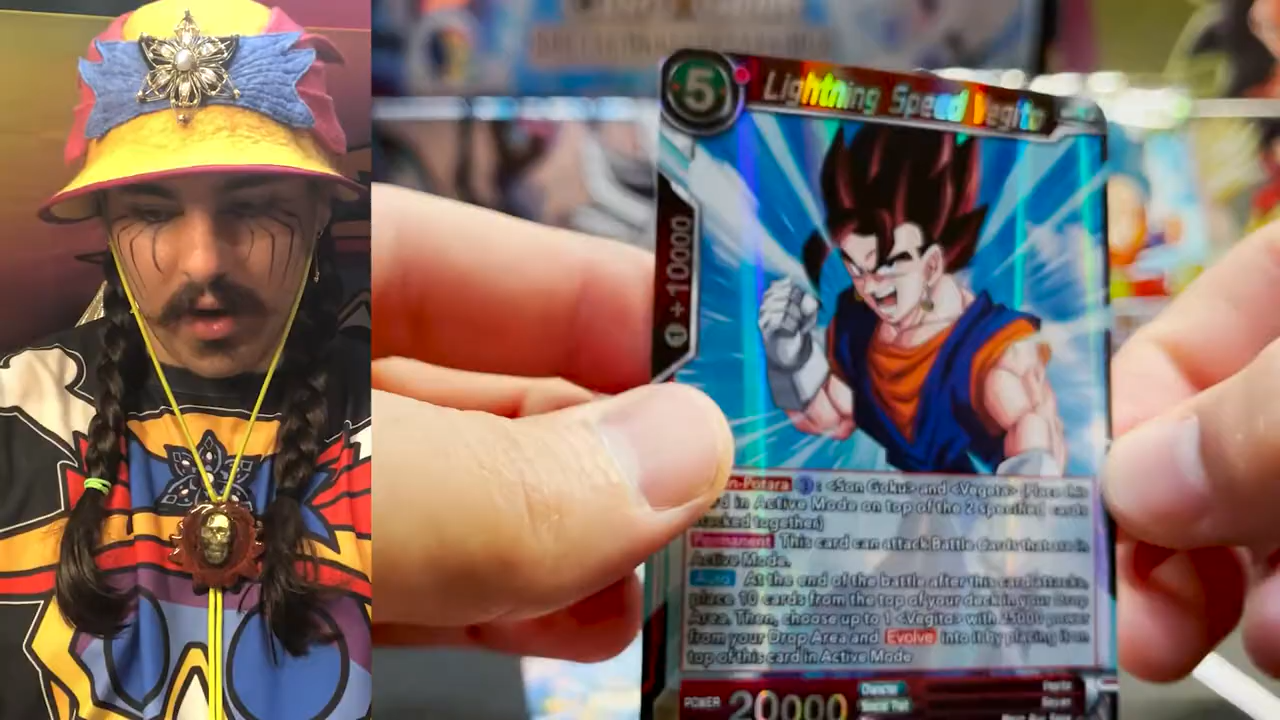 5
Lightning Speed Vegito
+10000
n-Potara : <Son Goku> and <Vegeta> (Place this
rd in Active Mode on top of the 2 specified cards
stacked together)
Permanent This card can attack Battle Cards that are in
Active Mode.
Auto At the end of the battle after this card attacks,
place 10 cards from the top of your deck in your Drop
Area. Then, choose up to 1 <Vegito> with 25000 power
from your Drop Area and Evolve into it by placing it on
top of this card in Active Mode
POWER 20000
Character
Special Trait